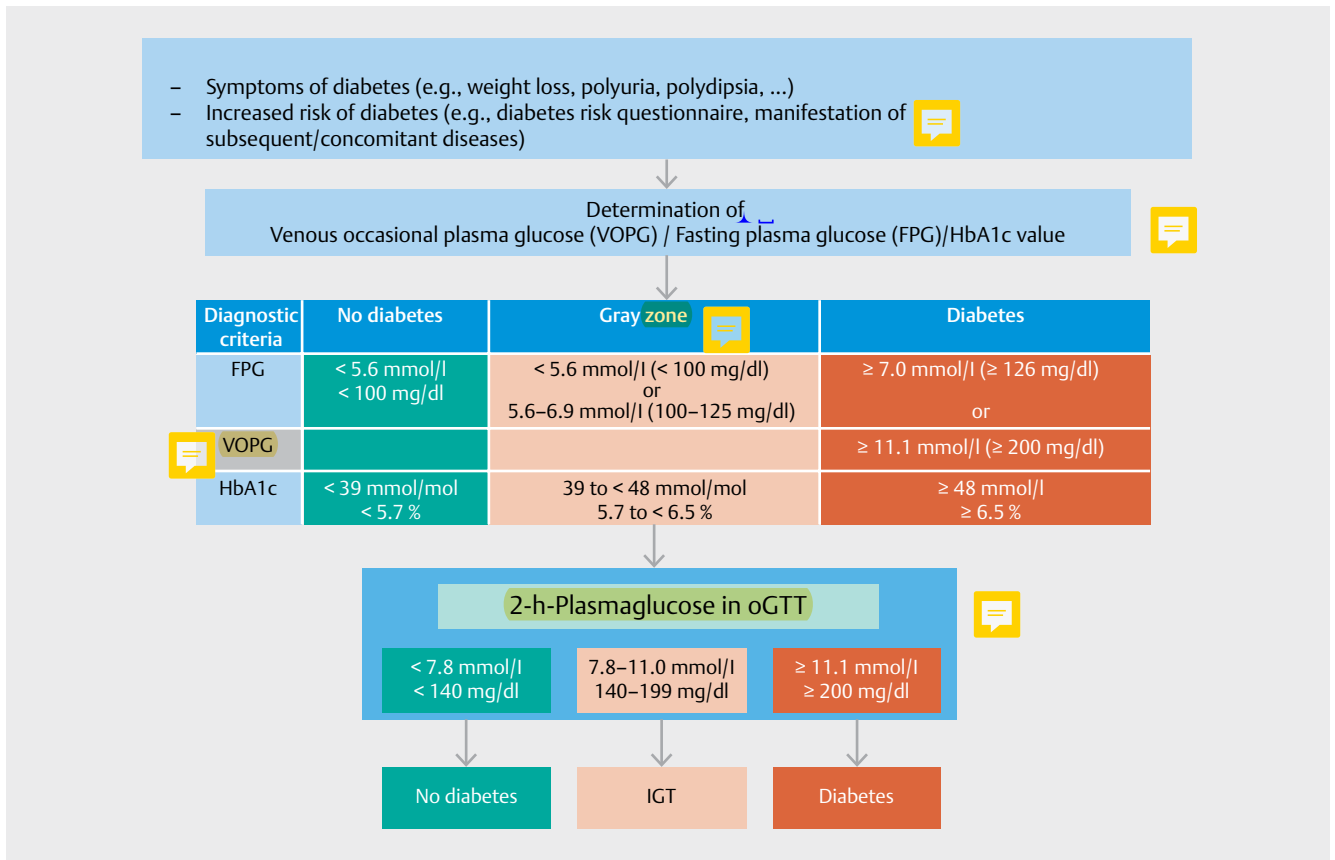 – Symptoms of diabetes (e.g., weight loss, polyuria, polydipsia, ...)
– Increased risk of diabetes (e.g., diabetes risk questionnaire, manifestation of
subsequent/concomitant diseases)
Determination of
Venous occasional plasma glucose (VOPG) / Fasting plasma glucose (FPG)/HbA1c value
Diagnostic
criteria
No diabetes
Gray zone
Diabetes
FPG
< 5.6 mmol/l
< 100 mg/dl
< 5.6 mmol/l (< 100 mg/dl)
or
5.6–6.9 mmol/l (100–125 mg/dl)
≥ 7.0 mmol/l (≥ 126 mg/dl)
or
VOPG
≥ 11.1 mmol/l (≥ 200 mg/dl)
HbA1c
< 39 mmol/mol
< 5.7 %
39 to < 48 mmol/mol
5.7 to < 6.5 %
≥ 48 mmol/l
≥ 6.5 %
2-h-Plasmaglucose in oGTT
< 7.8 mmol/l
< 140 mg/dl
7.8–11.0 mmol/l
140–199 mg/dl
≥ 11.1 mmol/l
≥ 200 mg/dl
No diabetes
IGT
Diabetes